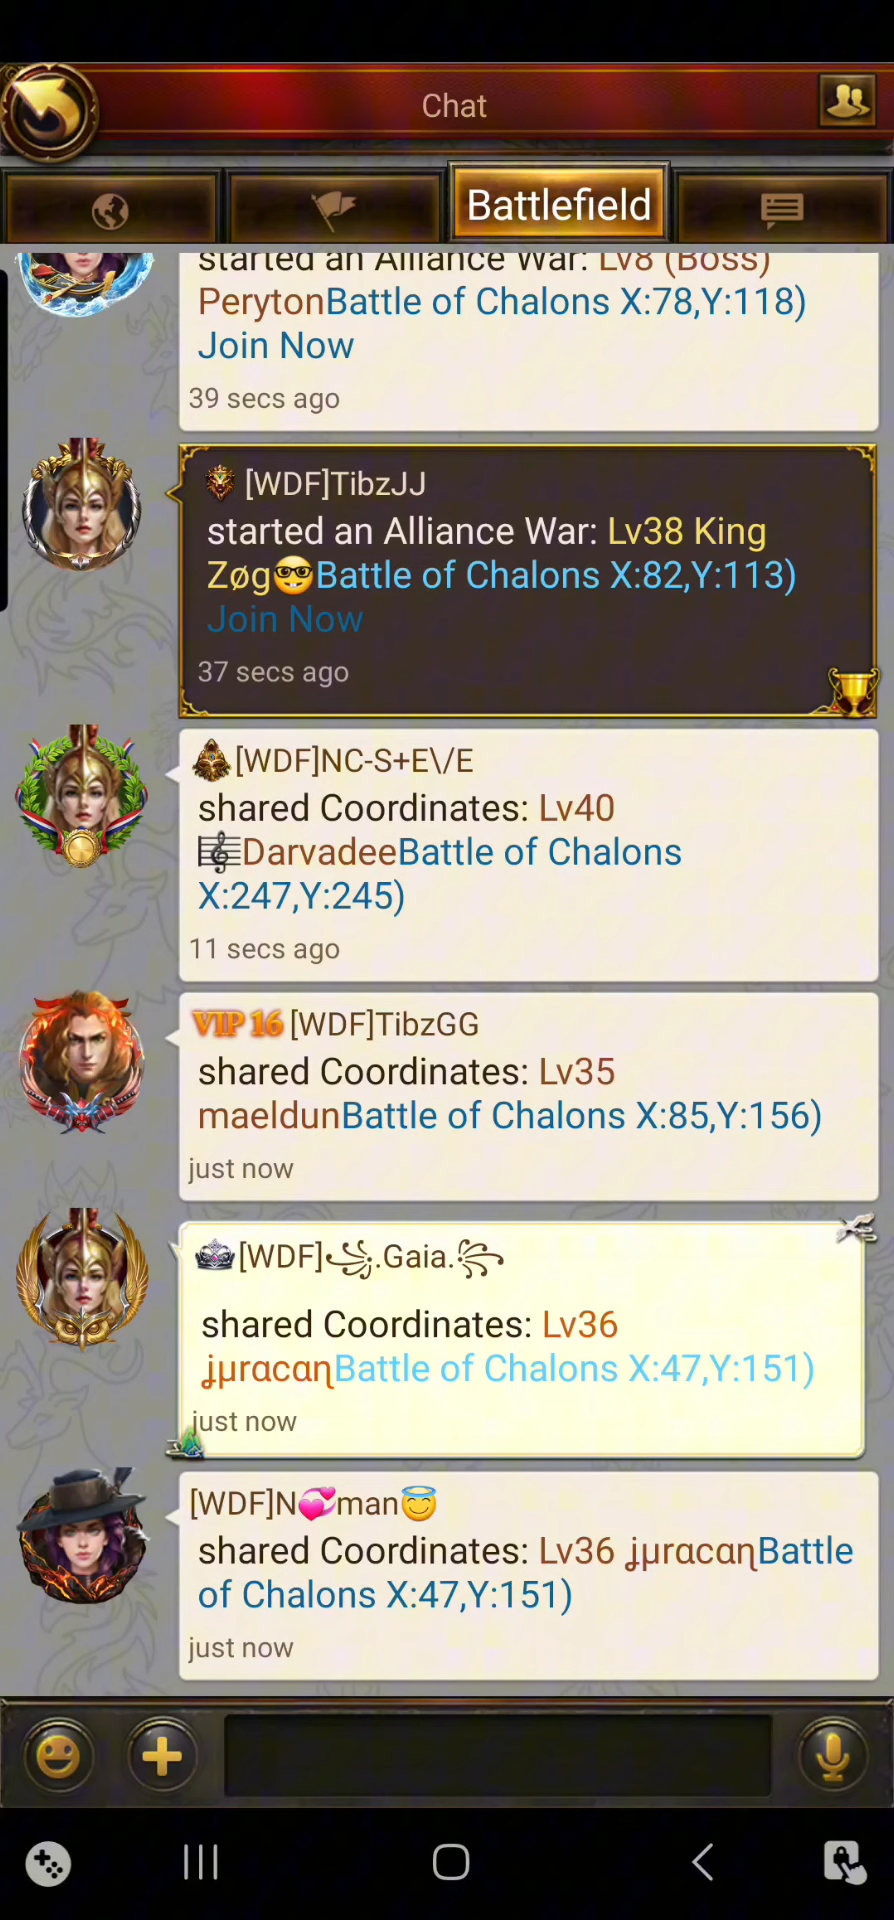 Chat
Battlefield
started an Alliance War: Lv8 (Boss)
PerytonBattle of Chalons X:78,Y:118)
Join Now
39 secs ago
[WDF]TibzJJ
started an Alliance War: Lv38 King
Zøg🤓Battle of Chalons X:82,Y:113)
Join Now
37 secs ago
[WDF]NC-S+E\/E
shared Coordinates: Lv40
🎼DarvadeeBattle of Chalons
X:247,Y:245)
11 secs ago
VIP 16 [WDF]TibzGG
shared Coordinates: Lv35
maeldunBattle of Chalons X:85,Y:156)
just now
[WDF]꧁.Gaia.꧂
shared Coordinates: Lv36
ʝµrαcαɳBattle of Chalons X:47,Y:151)
just now
[WDF]N💞man😇
shared Coordinates: Lv36 ʝµrαcαɳBattle
of Chalons X:47,Y:151)
just now